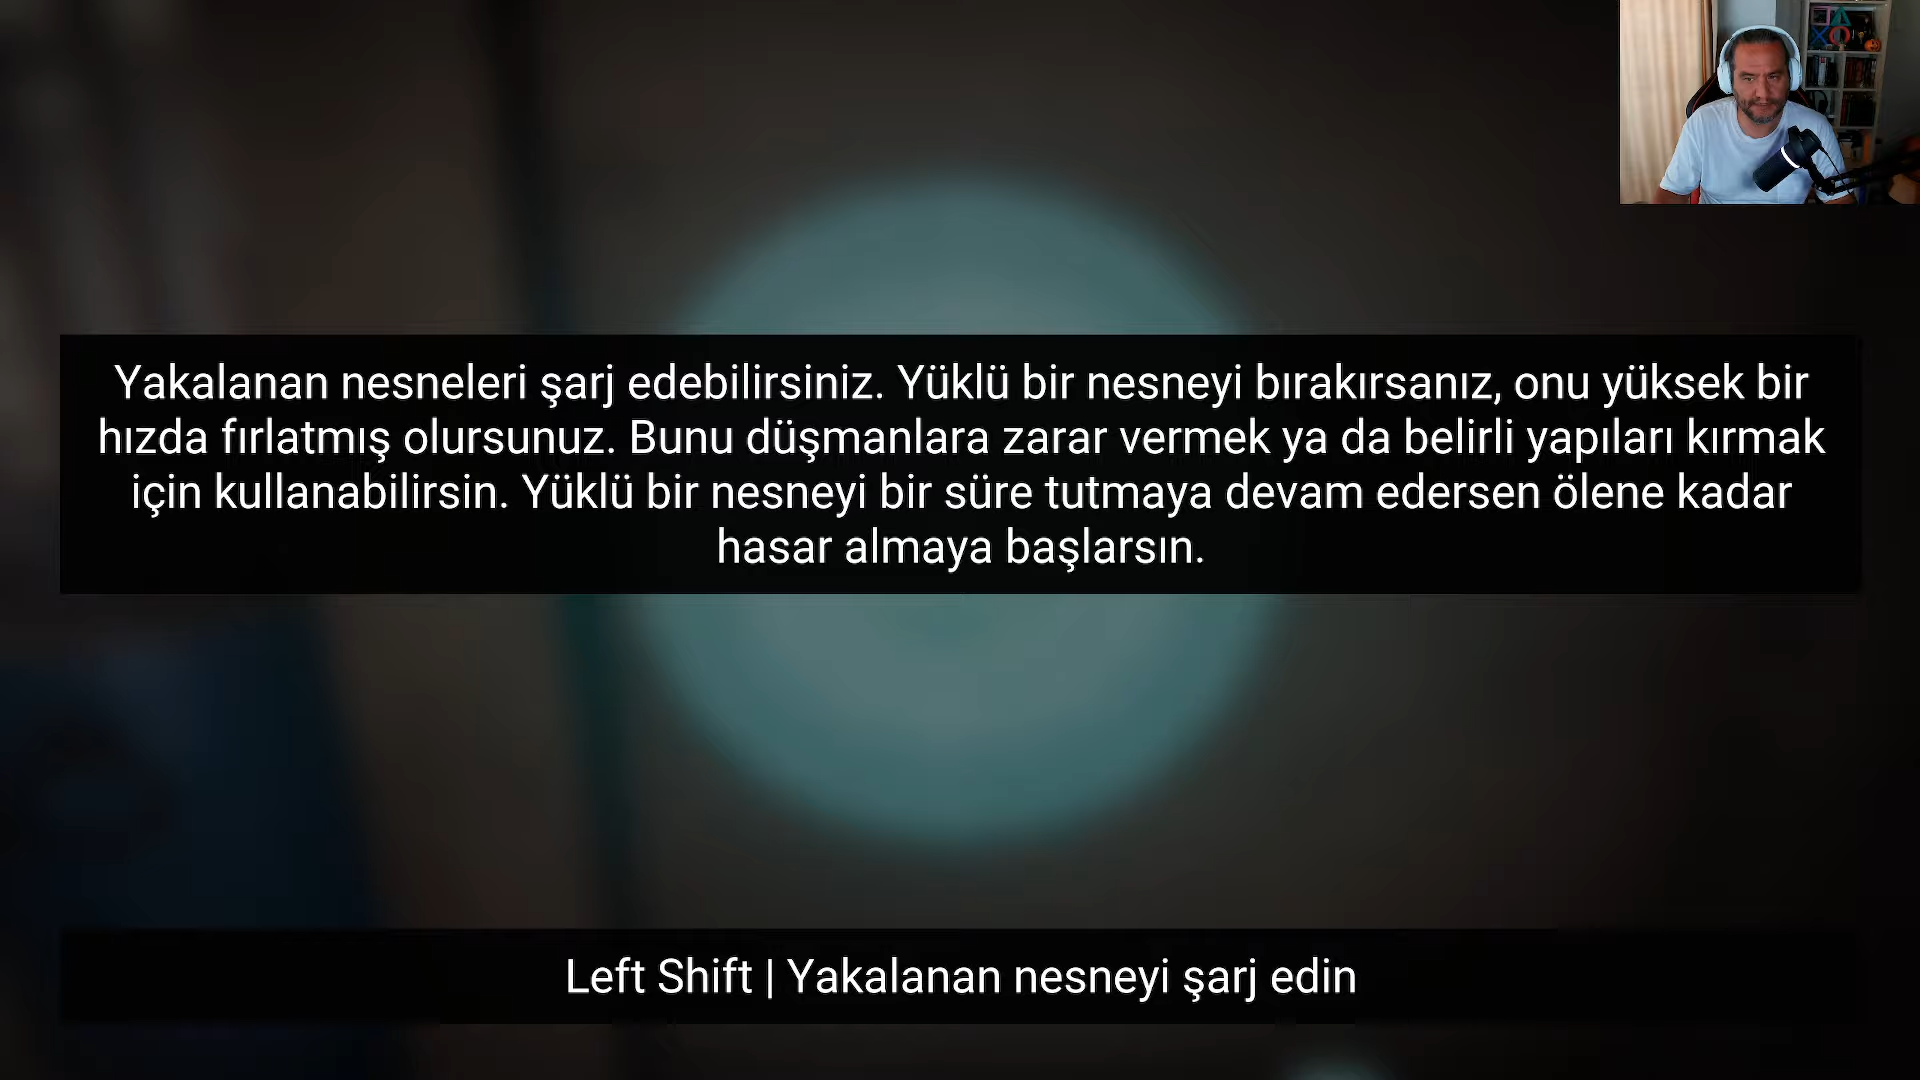 Yakalanan nesneleri şarj edebilirsiniz. Yüklü bir nesneyi bırakırsanız, onu yüksek bir
hızda fırlatmış olursunuz. Bunu düşmanlara zarar vermek ya da belirli yapıları kırmak
için kullanabilirsin. Yüklü bir nesneyi bir süre tutmaya devam edersen ölene kadar
hasar almaya başlarsın.
Left Shift | Yakalanan nesneyi şarj edin